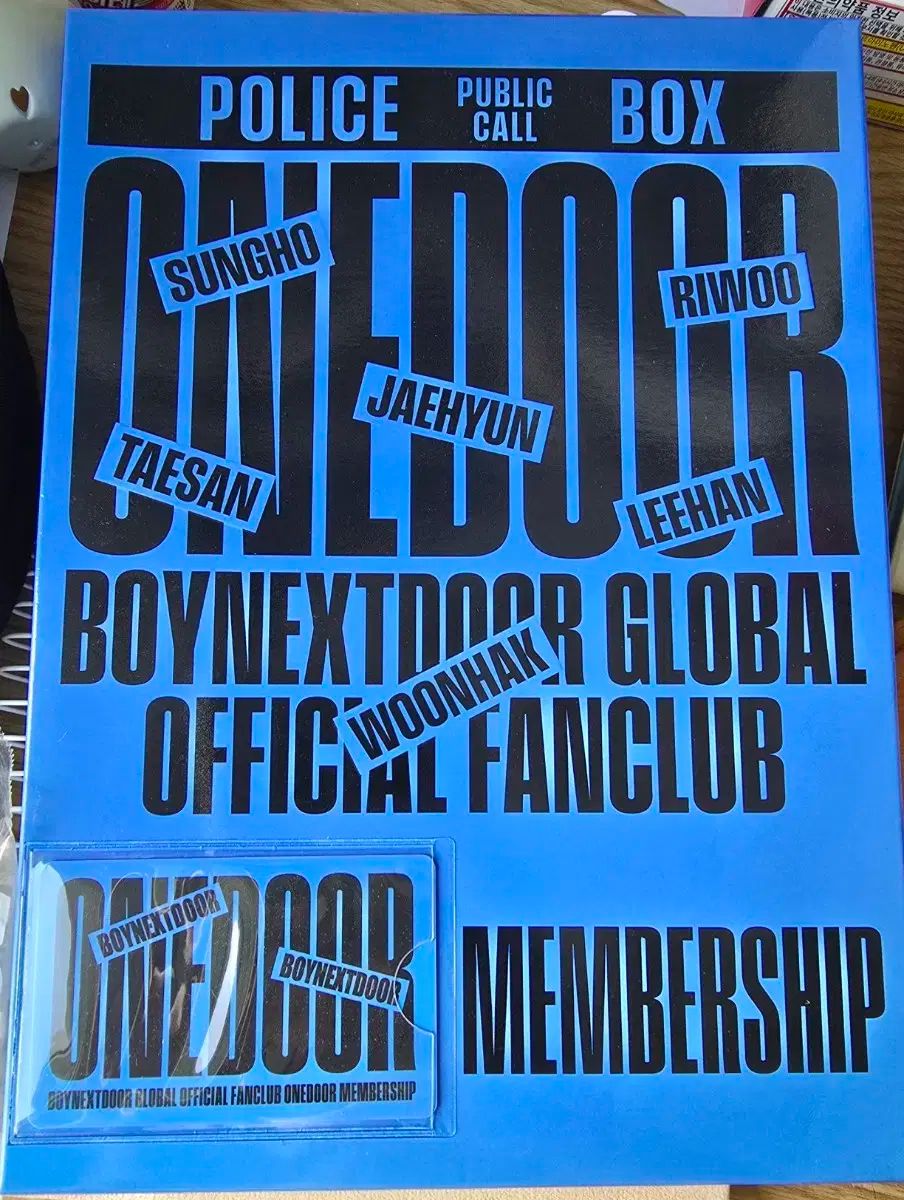 POLICE PUBLIC CALL BOX
ONEDOOR
SUNGHO
RIWOO
JAEHYUN
TAESAN
LEEHAN
BOYNEXTDOOR GLOBAL
WOONHAK
OFFICIAL FANCLUB
ONEDOOR
BOYNEXTDOOR
BOYNEXTDOOR
BOYNEXTDOOR GLOBAL OFFICIAL FANCLUB ONEDOOR MEMBERSHIP
MEMBERSHIP